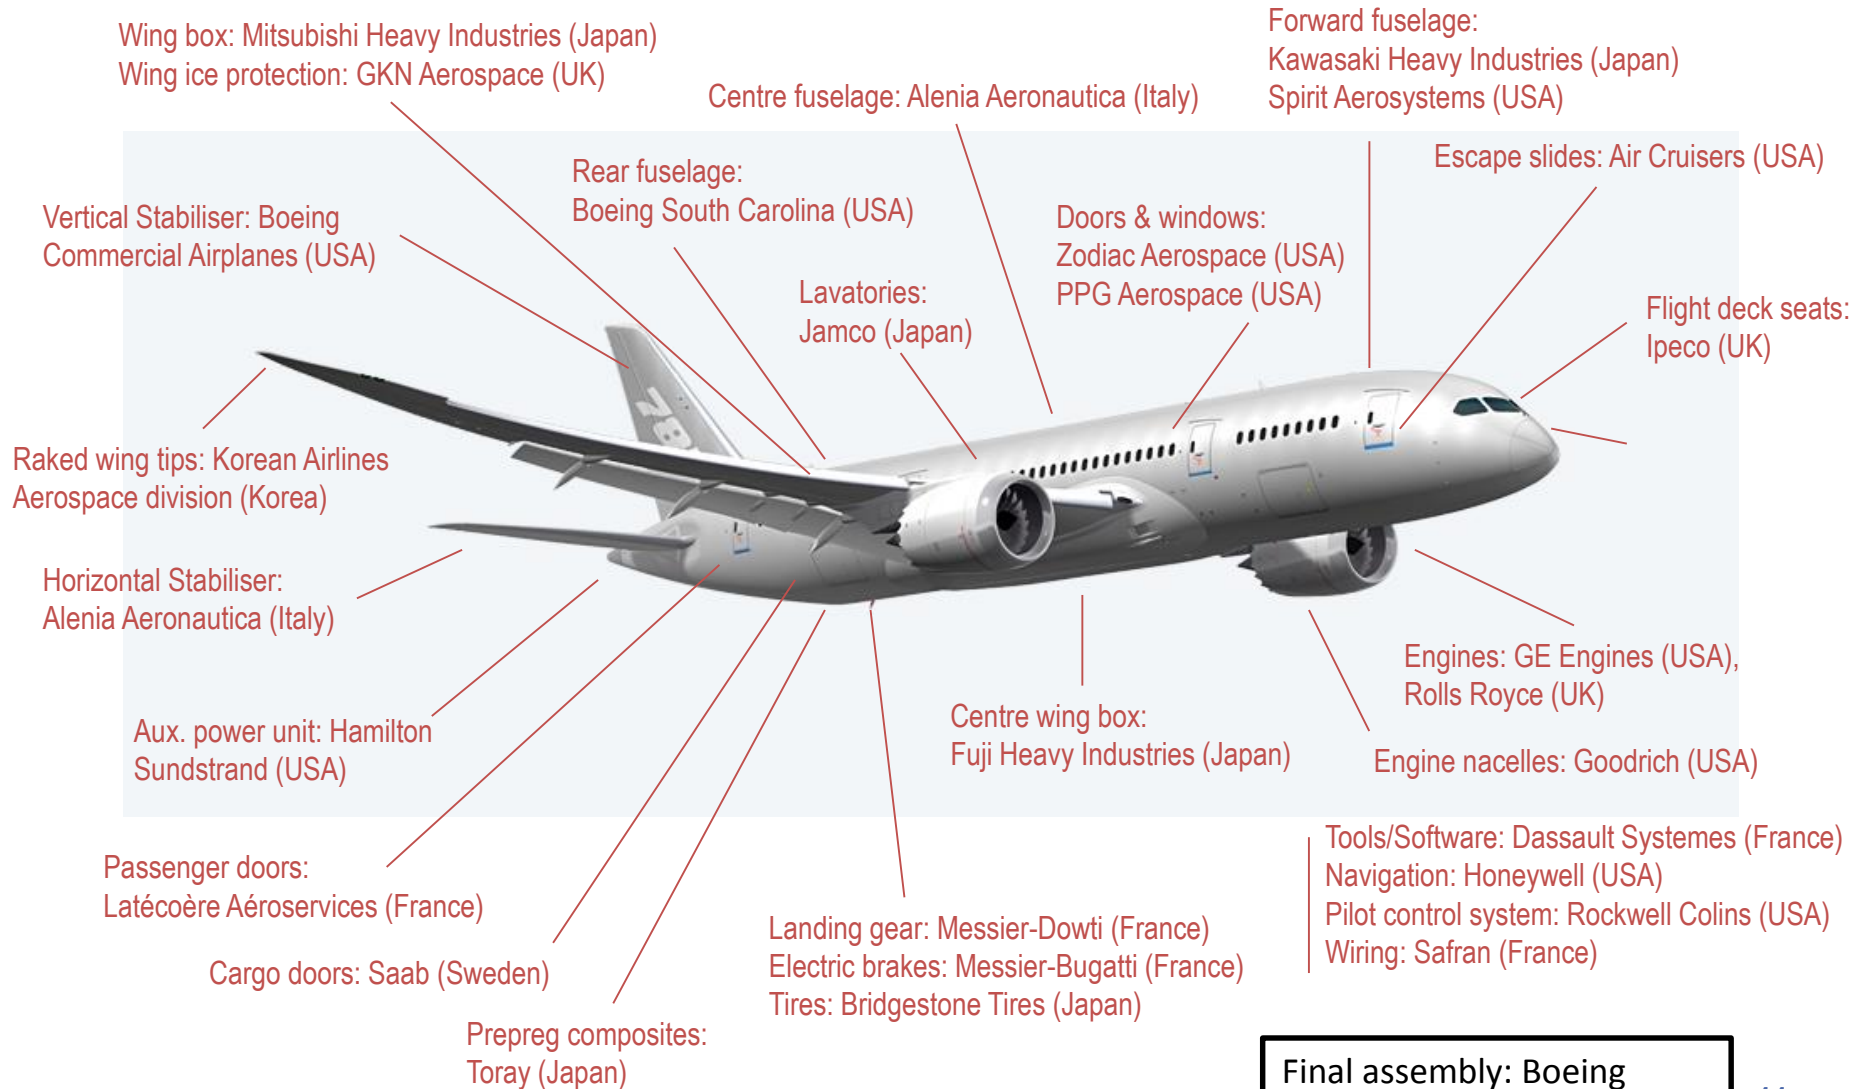 Wing box: Mitsubishi Heavy Industries (Japan)
Wing ice protection: GKN Aerospace (UK)
Centre fuselage: Alenia Aeronautica (Italy)
Forward fuselage:
Kawasaki Heavy Industries (Japan)
Spirit Aerosystems (USA)
Escape slides: Air Cruisers (USA)
Rear fuselage:
Boeing South Carolina (USA)
Vertical Stabiliser: Boeing
Commercial Airplanes (USA)
Doors & windows:
Zodiac Aerospace (USA)
PPG Aerospace (USA)
Lavatories:
Jamco (Japan)
Flight deck seats:
Ipeco (UK)
78
Raked wing tips: Korean Airlines
Aerospace division (Korea)
Horizontal Stabiliser:
Alenia Aeronautica (Italy)
Engines: GE Engines (USA),
Rolls Royce (UK)
Aux. power unit: Hamilton
Sundstrand (USA)
Centre wing box:
Fuji Heavy Industries (Japan)
Engine nacelles: Goodrich (USA)
Passenger doors:
Latécoère Aéroservices (France)
Tools/Software: Dassault Systemes (France)
Navigation: Honeywell (USA)
Pilot control system: Rockwell Colins (USA)
Wiring: Safran (France)
Landing gear: Messier-Dowti (France)
Electric brakes: Messier-Bugatti (France)
Tires: Bridgestone Tires (Japan)
Cargo doors: Saab (Sweden)
Prepreg composites:
Toray (Japan)
Final assembly: Boeing